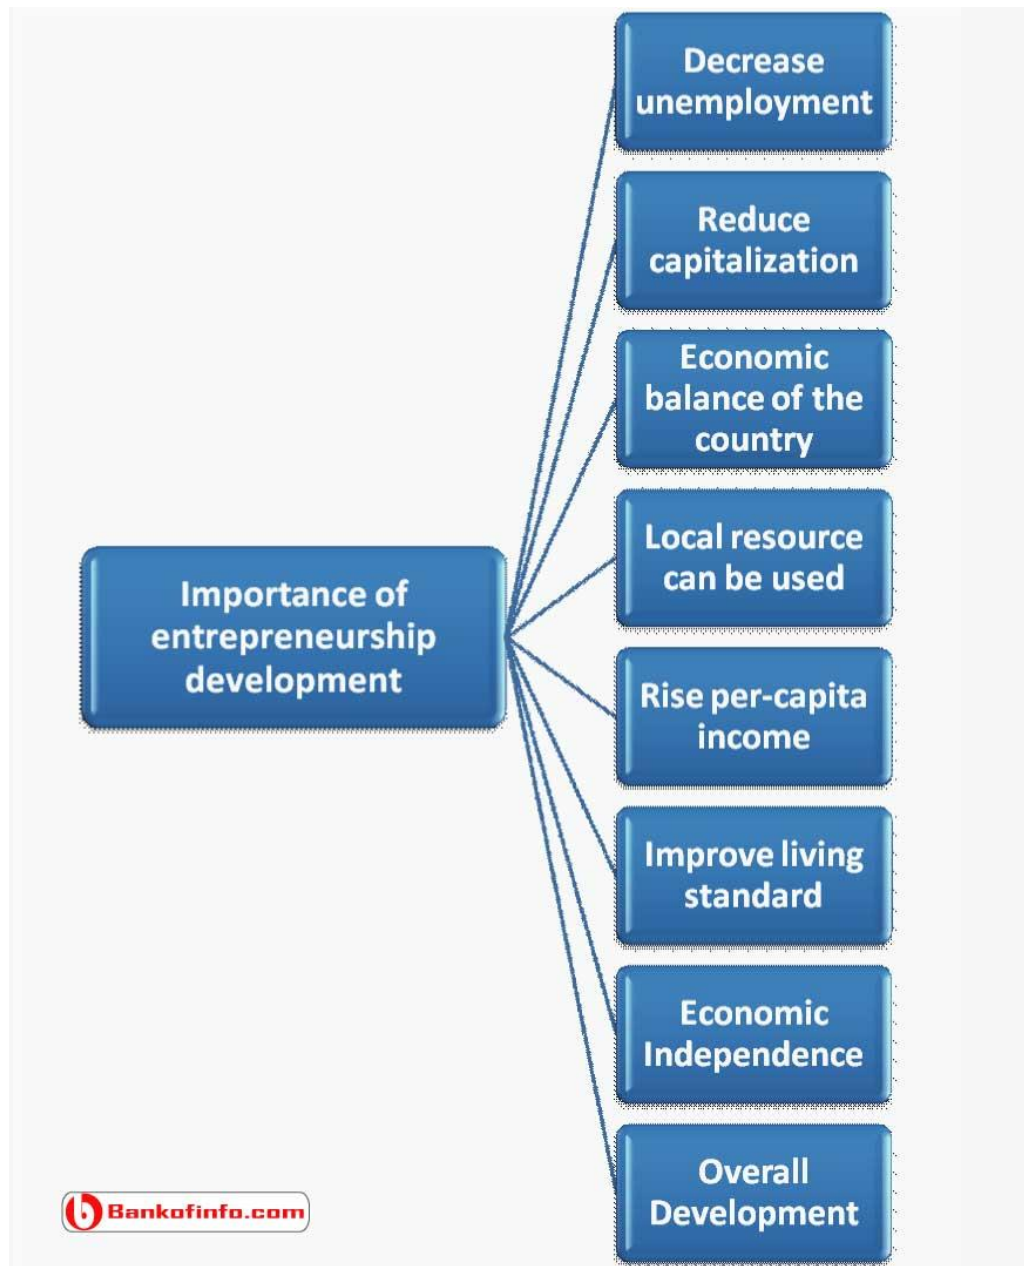 Decrease
unemployment
Reduce
capitalization
Economic
balance of the
country
Local resource
can be used
Importance of
entrepreneurship
development
Rise per-capita
income
Improve living
standard
Economic
Independence
Overall
Development
Bankofinfo.com